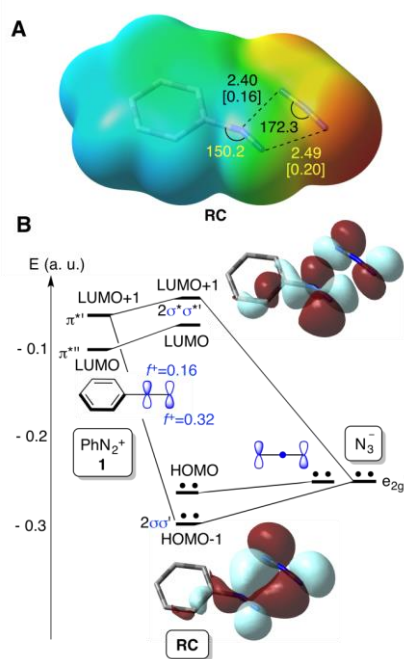 A
2.40
[0.16]
172.3
150.2
2.49
[0.20]
RC
B
E (a. u.)
LUMO+1
LUMO+1
π*'
2σ*σ*'
- 0.1
π*''
LUMO
LUMO
f⁺=0.16
f⁺=0.32
PhN₂⁺
1
- 0.2
N₃⁻
HOMO
e₂g
2σσ'
- 0.3
HOMO-1
RC